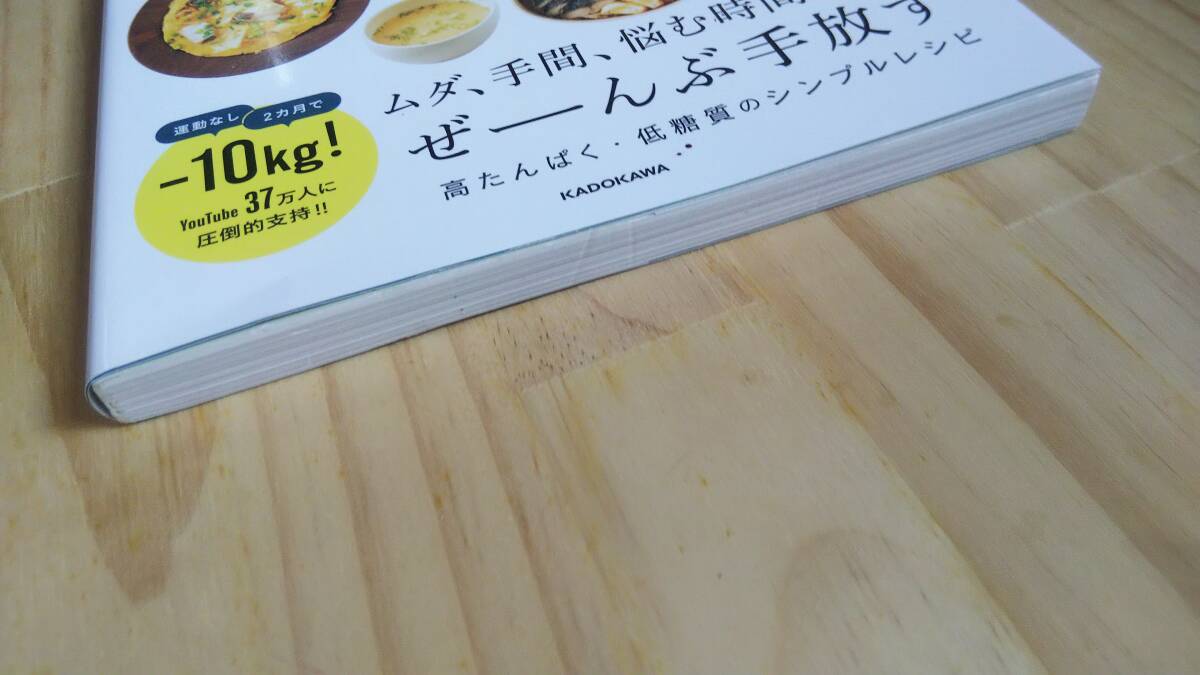 ムダ、手間、悩む時間
ぜーんぶ手放す
高たんぱく・低糖質のシンプルレシピ
KADOKAWA
運動なし
2カ月で
−10kg!
YouTube 37万人に
圧倒的支持!!